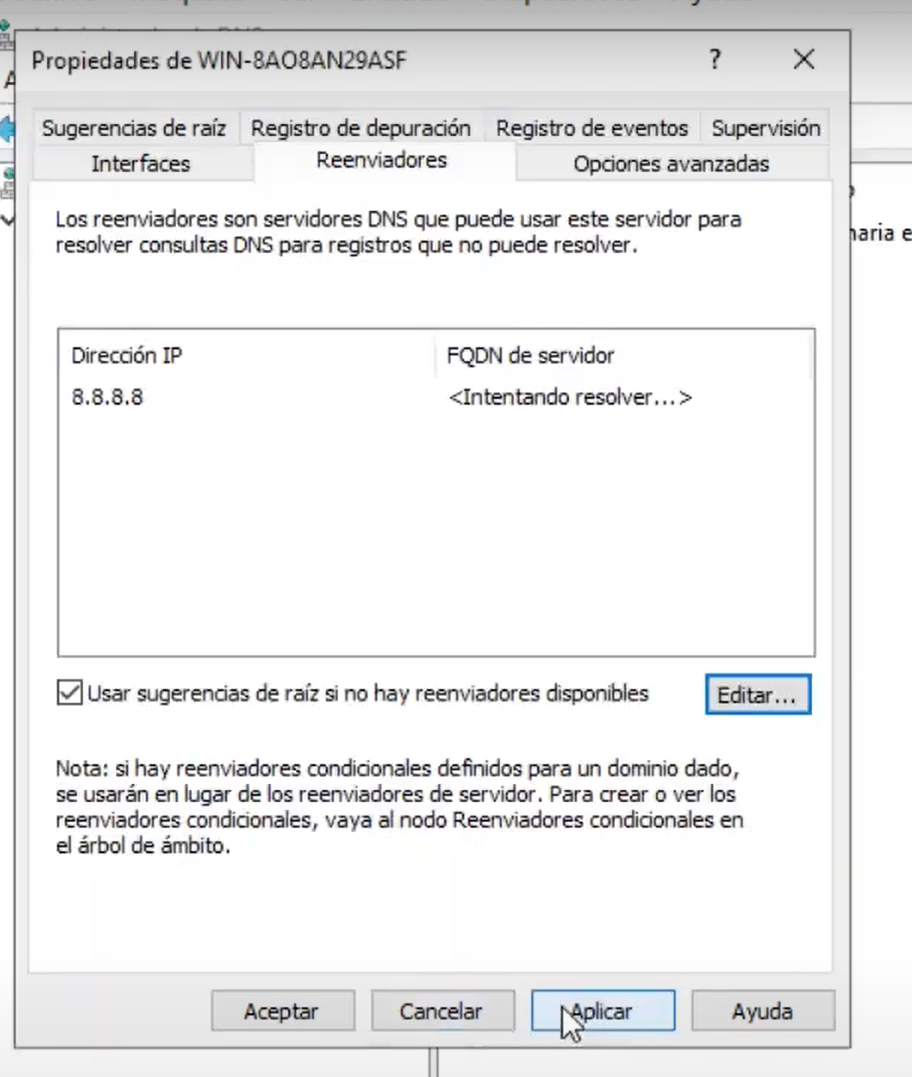 Propiedades de WIN-8AO8AN29ASF
?
Sugerencias de raíz Registro de depuración Registro de eventos Supervisión
Interfaces Reenviadores Opciones avanzadas
Los reenviadores son servidores DNS que puede usar este servidor para
resolver consultas DNS para registros que no puede resolver.
naria e
Dirección IP FQDN de servidor
8.8.8.8 <Intentando resolver...>
Usar sugerencias de raíz si no hay reenviadores disponibles Editar...
Nota: si hay reenviadores condicionales definidos para un dominio dado,
se usarán en lugar de los reenviadores de servidor. Para crear o ver los
reenviadores condicionales, vaya al nodo Reenviadores condicionales en
el árbol de ámbito.
Aceptar Cancelar Aplicar Ayuda